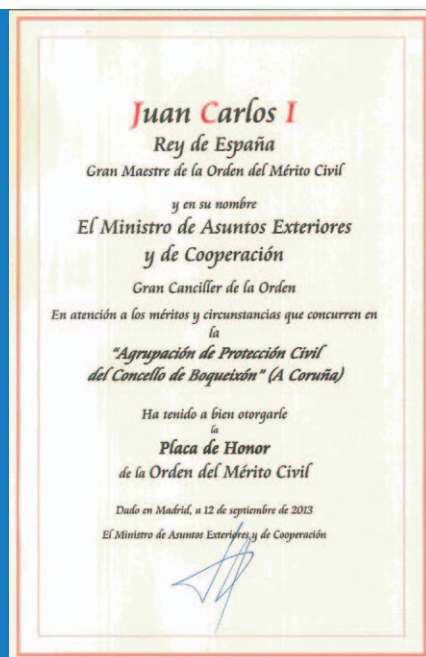 Juan Carlos I
Rey de España
Gran Maestre de la Orden del Mérito Civil
y en su nombre
El Ministro de Asuntos Exteriores
y de Cooperación
Gran Canciller de la Orden
En atención a los méritos y circunstancias que concurren en
la
"Agrupación de Protección Civil
del Concello de Boqueixón" (A Coruña)
Ha tenido a bien otorgarle
la
Placa de Honor
de la Orden del Mérito Civil
Dado en Madrid, a 12 de septiembre de 2013
El Ministro de Asuntos Exteriores y de Cooperación